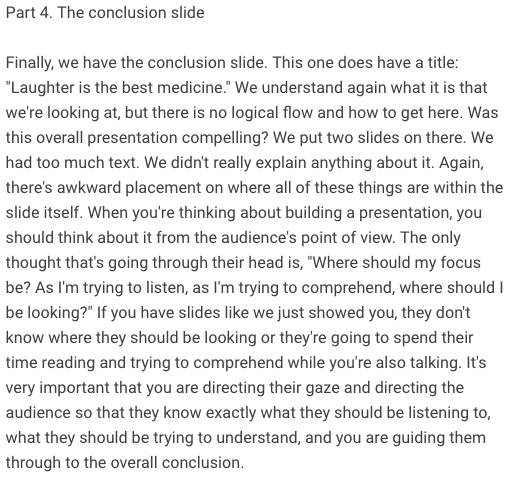 Part 4. The conclusion slide
Finally, we have the conclusion slide. This one does have a title:
"Laughter is the best medicine." We understand again what it is that
we're looking at, but there is no logical flow and how to get here. Was
this overall presentation compelling? We put two slides on there. We
had too much text. We didn't really explain anything about it. Again,
there's awkward placement on where all of these things are within the
slide itself. When you're thinking about building a presentation, you
should think about it from the audience's point of view. The only
thought that's going through their head is, "Where should my focus
be? As I'm trying to listen, as I'm trying to comprehend, where should I
be looking?" If you have slides like we just showed you, they don't
know where they should be looking or they're going to spend their
time reading and trying to comprehend while you're also talking. It's
very important that you are directing their gaze and directing the
audience so that they know exactly what they should be listening to,
what they should be trying to understand, and you are guiding them
through to the overall conclusion.